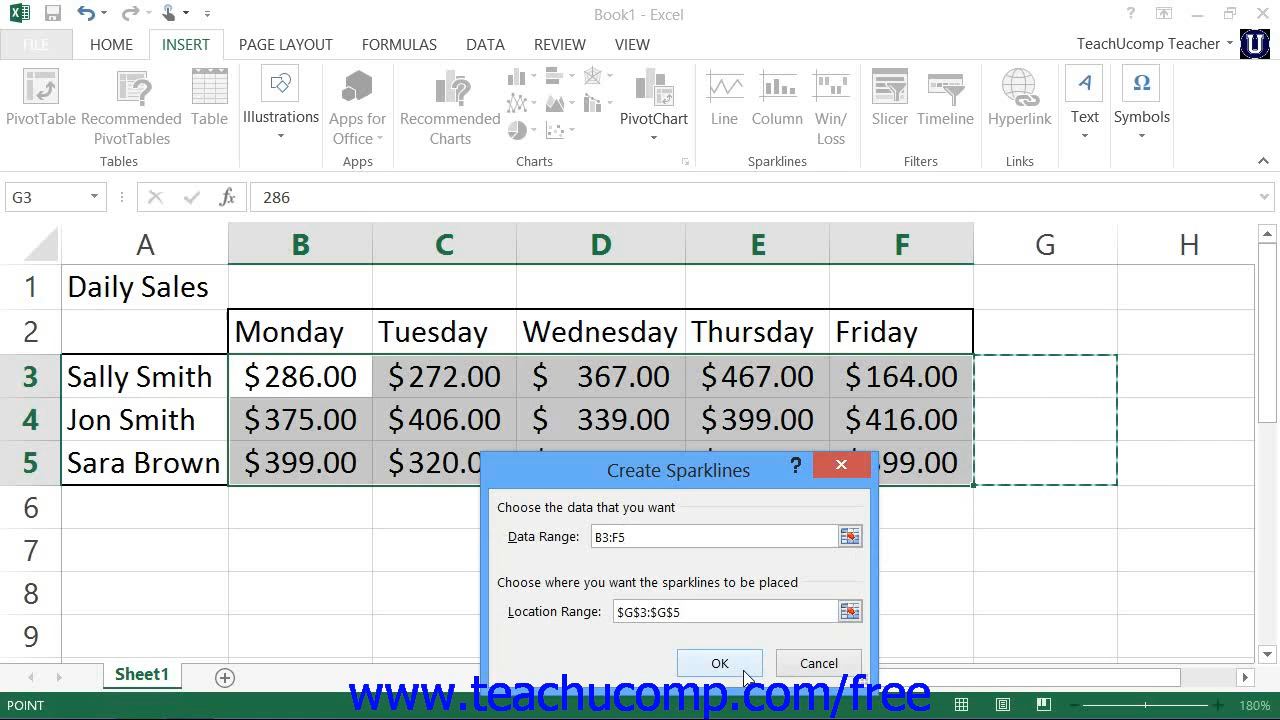 Book1 - Excel
?
FILE HOME INSERT PAGE LAYOUT FORMULAS DATA REVIEW VIEW TeachUcomp Teacher U
PivotTable Recommended PivotTables Table Illustrations Apps for Office Recommended Charts PivotChart Line Column Win/Loss Slicer Timeline Hyperlink Text Symbols
Tables Apps Charts Sparklines Filters Links
G3 fx 286
A B C D E F G H
1 Daily Sales
2 Monday Tuesday Wednesday Thursday Friday
3 Sally Smith $286.00 $272.00 $ 367.00 $467.00 $164.00
4 Jon Smith $375.00 $406.00 $ 339.00 $399.00 $416.00
5 Sara Brown $399.00 $320.0 99.00
Create Sparklines ?
Choose the data that you want
Data Range: B3:F5
Choose where you want the sparklines to be placed
Location Range: $G$3:$G$5
OK Cancel
6
7
8
9
Sheet1
www.teachucomp.com/free
POINT 180%